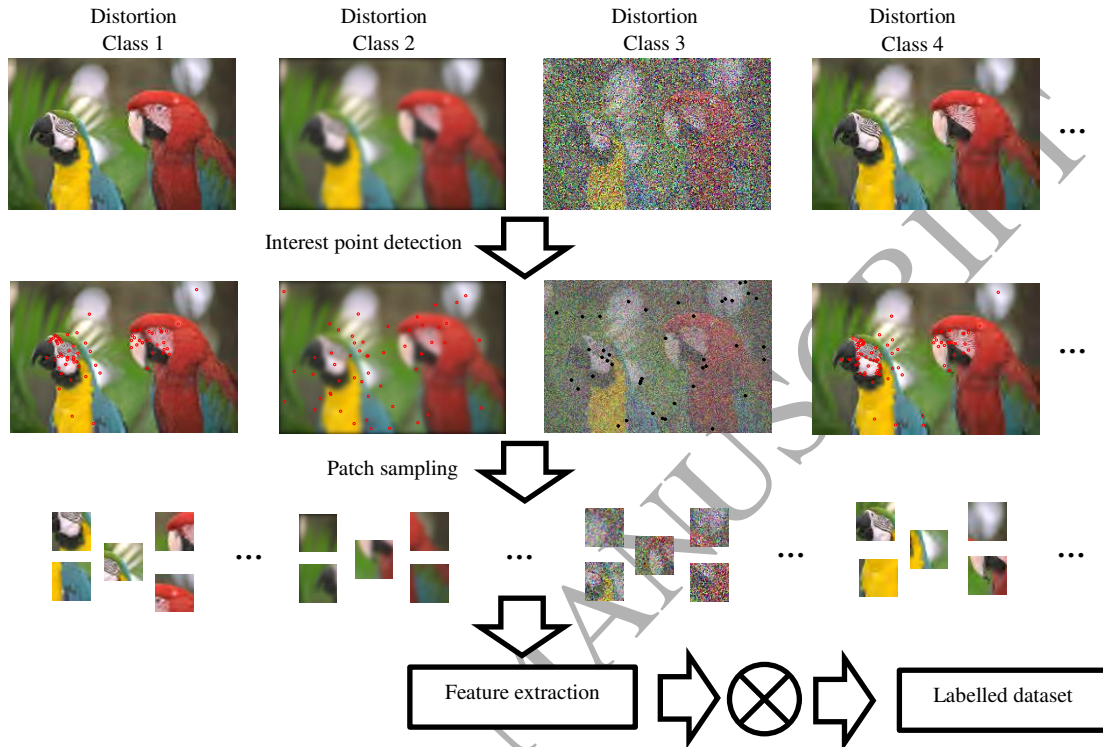 Distortion
Class 1
Distortion
Class 2
Distortion
Class 3
Distortion
Class 4
...
Interest point detection
...
Patch sampling
...
...
...
...
Feature extraction
Labelled dataset
MANUSCRIPT